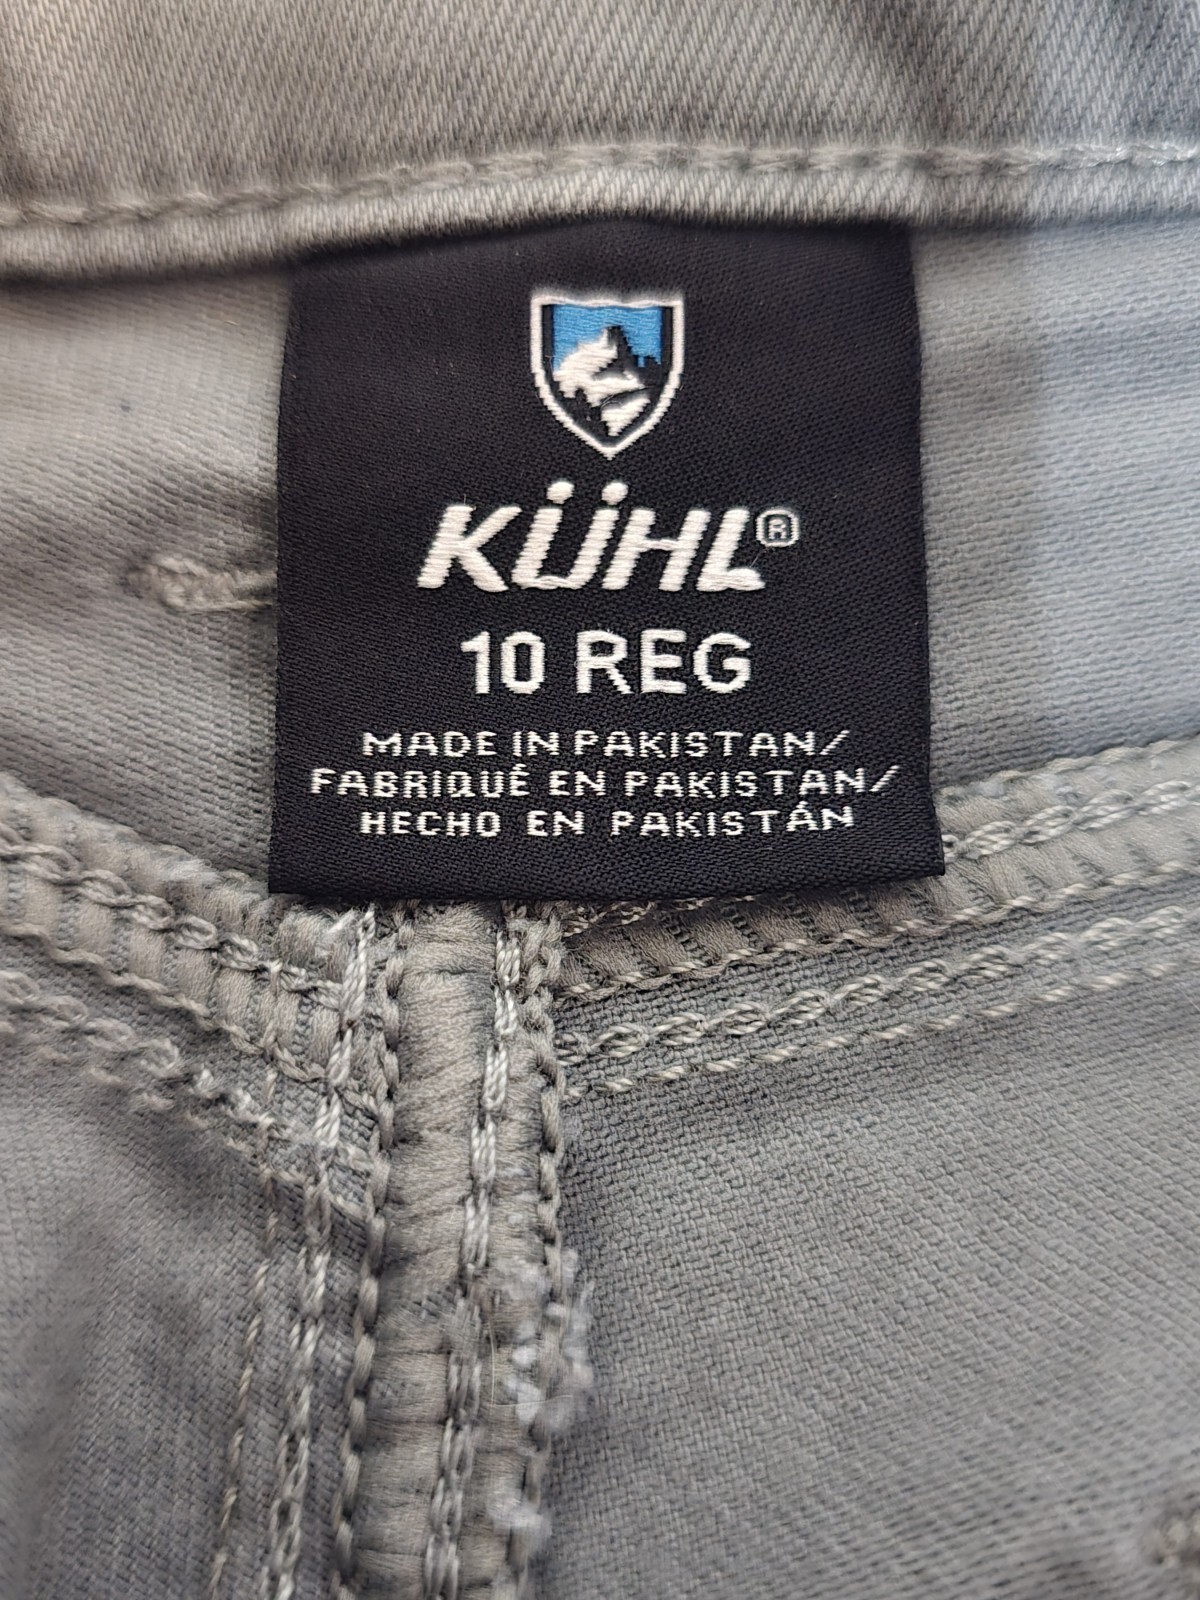 KÜHL®
10 REG
MADE IN PAKISTAN/
FABRIQUÉ EN PAKISTAN/
HECHO EN PAKISTÁN